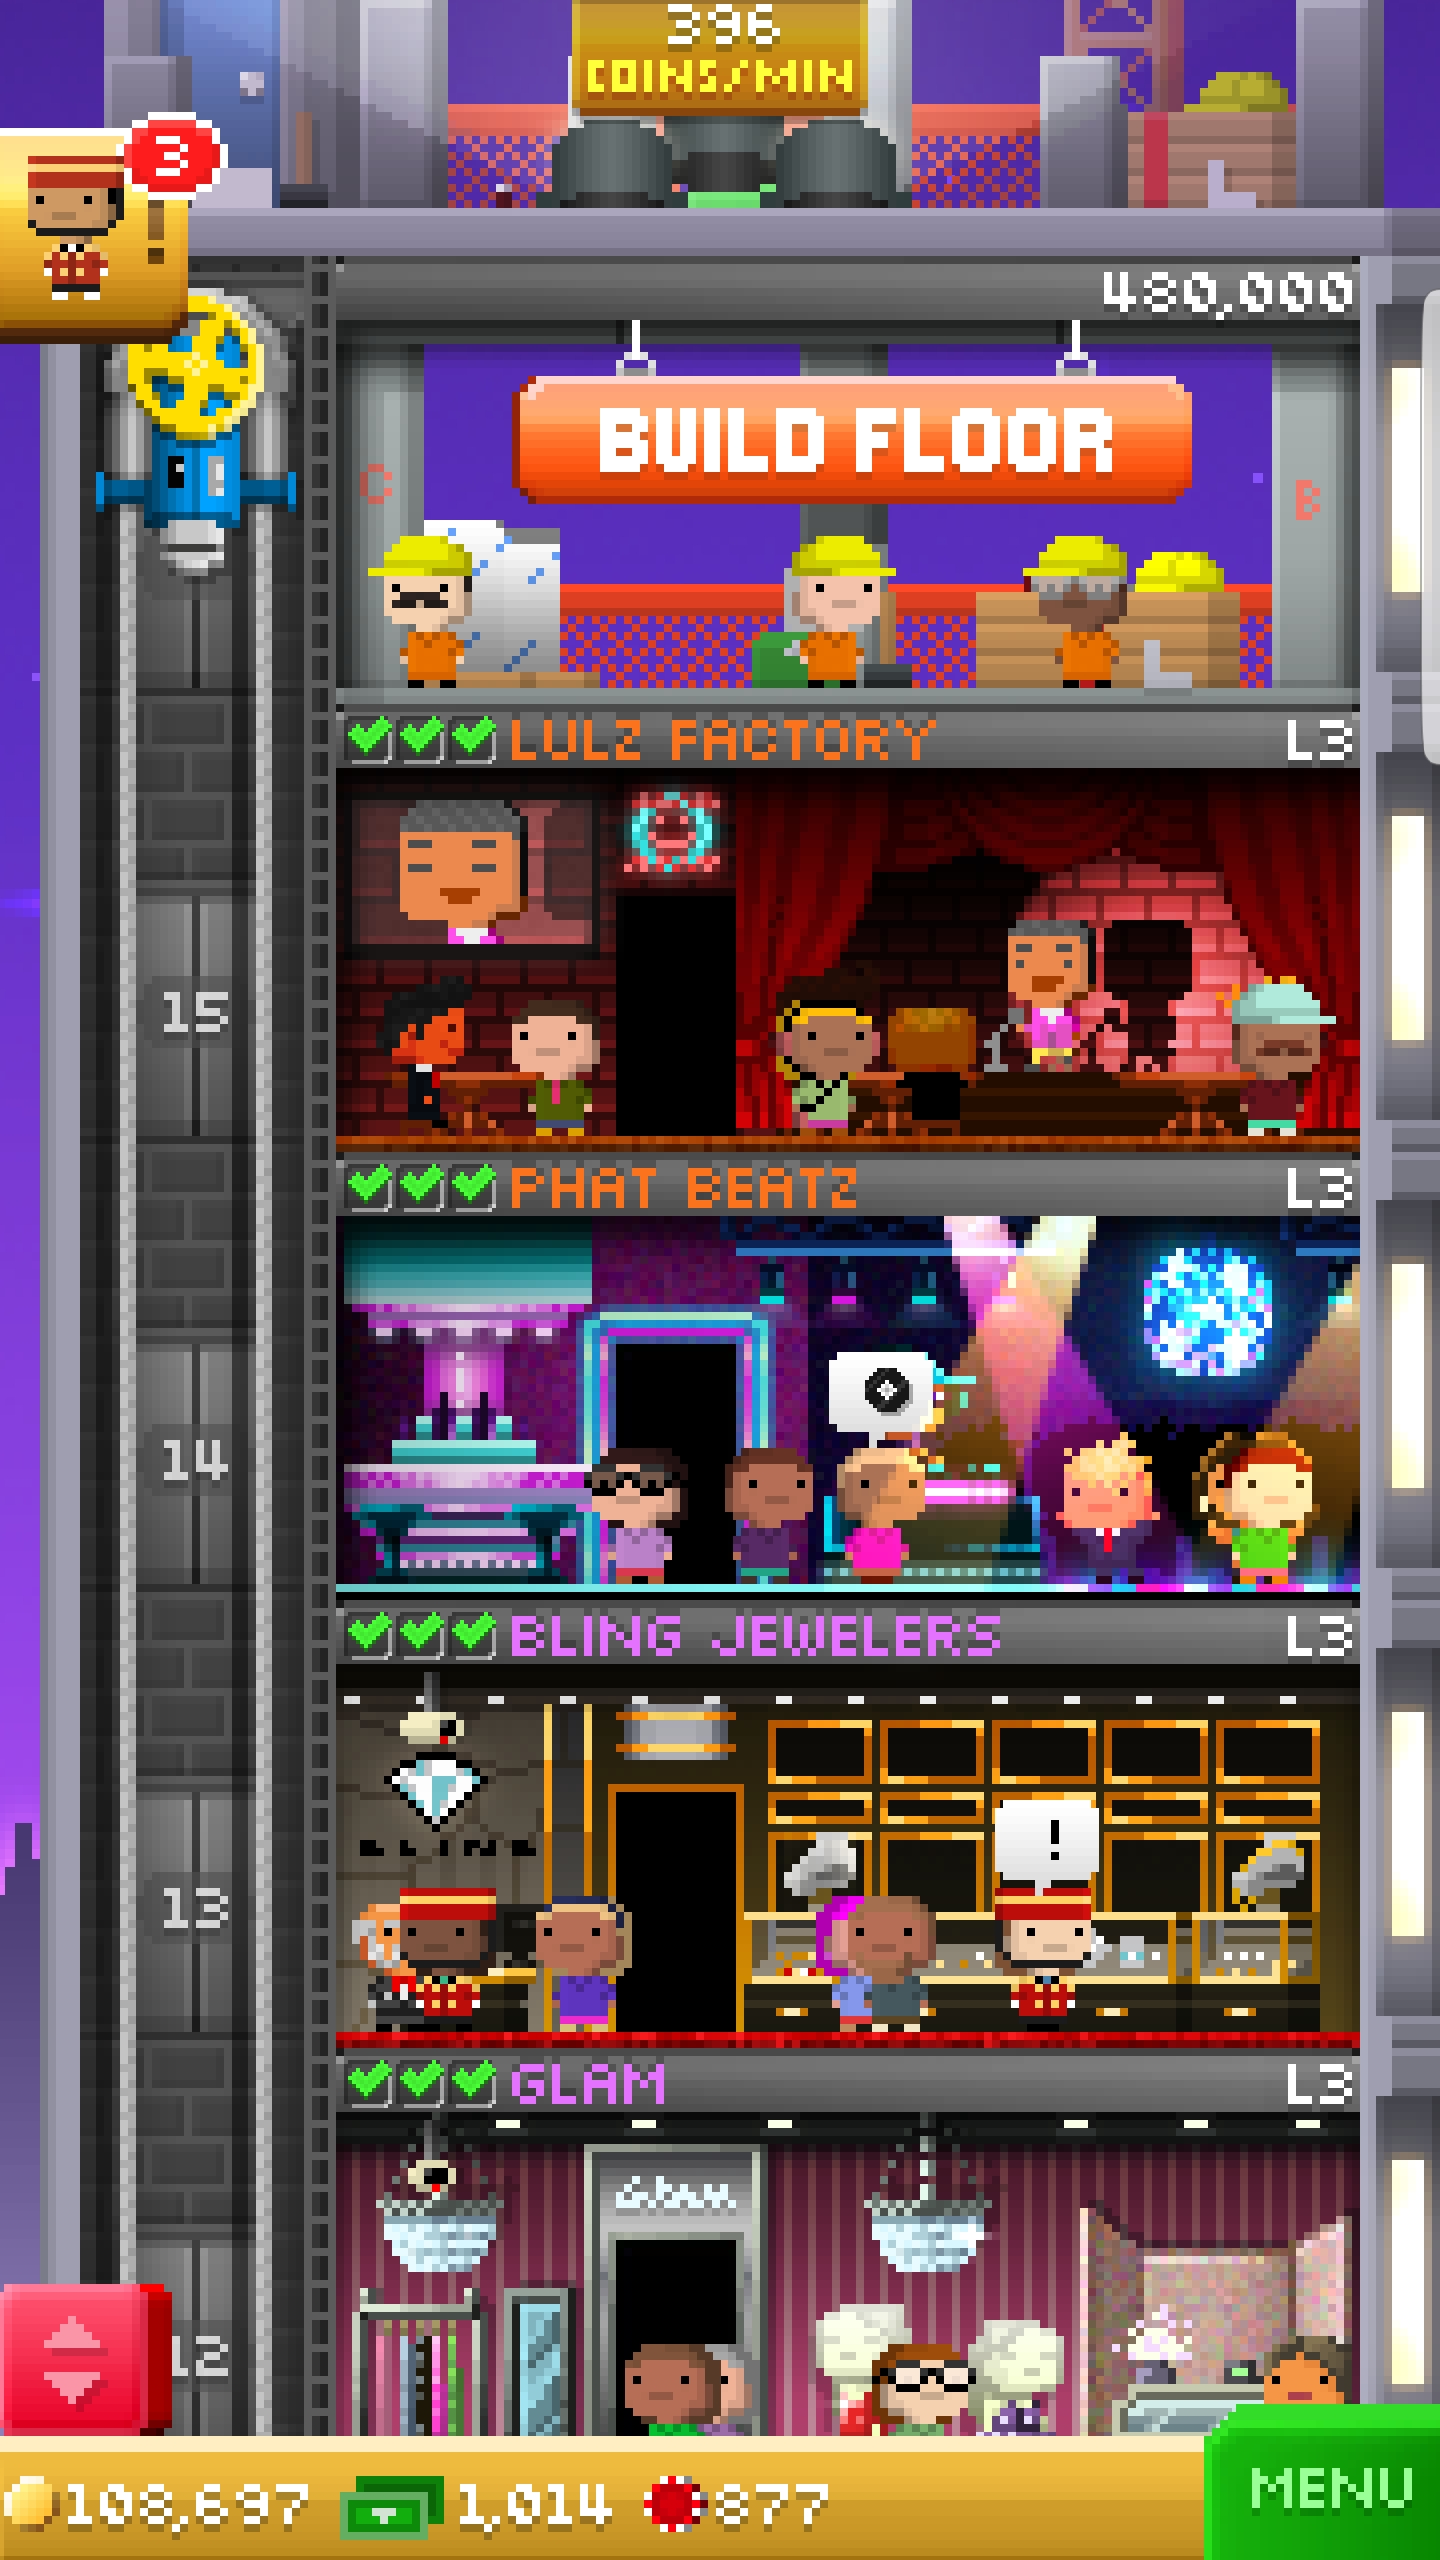 396
COINS/MIN
3
!
480,000
BUILD FLOOR
C
B
LULZ FACTORY L3
15
PHAT BEATZ L3
14
BLING JEWELERS L3
BLING
!
13
GLAM L3
Glam
12
108,697 1,014 877
MENU